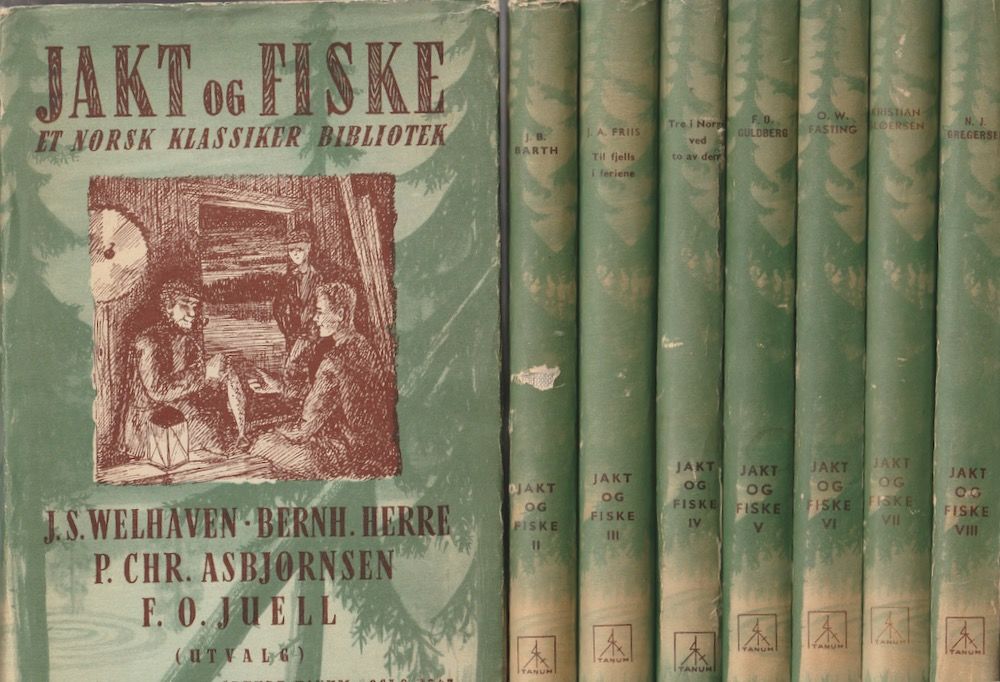 JAKT OG FISKE
ET NORSK KLASSIKER BIBLIOTEK
J.S. WELHAVEN · BERNH. HERRE
P. CHR. ASBJØRNSEN
F. O. JUELL
(UTVALG)
J. B.
BARTH
JAKT
OG
FISKE
II
TANUM
J. A. FRIIS
Til fjells
i feriene
JAKT
OG
FISKE
III
TANUM
Tre i Norge
ved
to av dem
JAKT
OG
FISKE
IV
TANUM
F. O.
GULDBERG
JAKT
OG
FISKE
V
TANUM
O. W.
FASTING
JAKT
OG
FISKE
VI
TANUM
KRISTIAN
GLØERSEN
JAKT
OG
FISKE
VII
TANUM
N. J.
GREGERSE
JAKT
OG
FISKE
VIII
TANUM